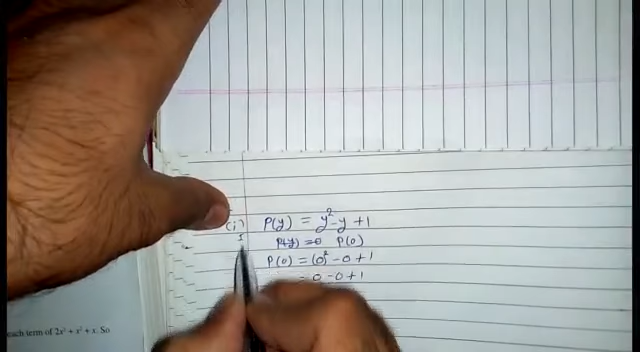 (i) P(y) = y² - y + 1
P(y) = 0 P(0)
P(0) = (0)² - 0 + 1
= 0 - 0 + 1
each term of 2x³ + x² + x. So